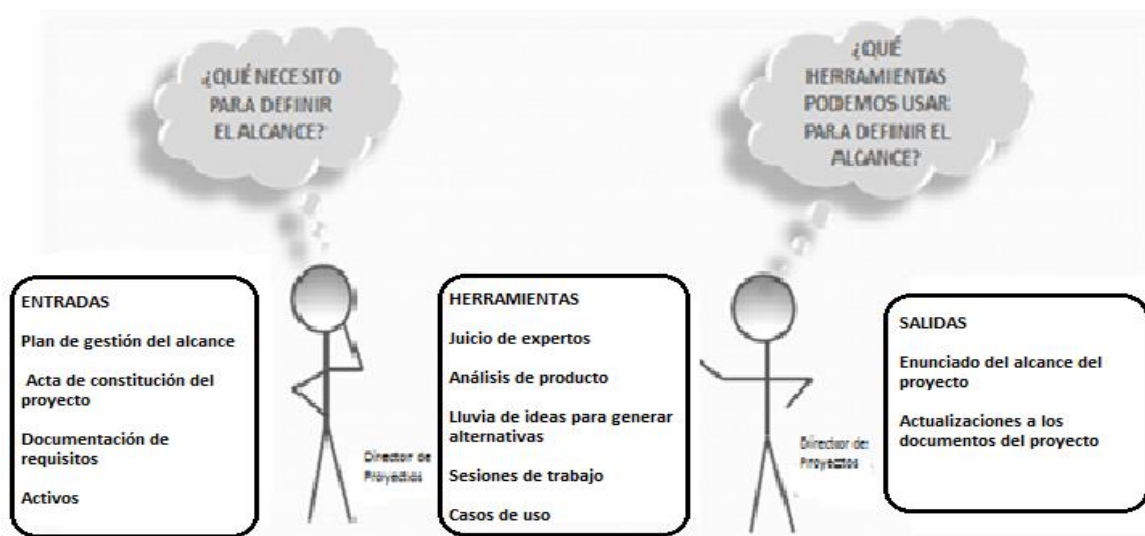 ¿QUÉ NECESITO
PARA DEFINIR
EL ALCANCE?
¿QUÉ
HERRAMIENTAS
PODEMOS USAR
PARA DEFINIR EL
ALCANCE?
ENTRADAS
Plan de gestión del alcance
Acta de constitución del
proyecto
Documentación de
requisitos
Activos
Director de
Proyectos
HERRAMIENTAS
Juicio de expertos
Análisis de producto
Lluvia de ideas para generar
alternativas
Sesiones de trabajo
Casos de uso
Director de
Proyectos
SALIDAS
Enunciado del alcance del
proyecto
Actualizaciones a los
documentos del proyecto